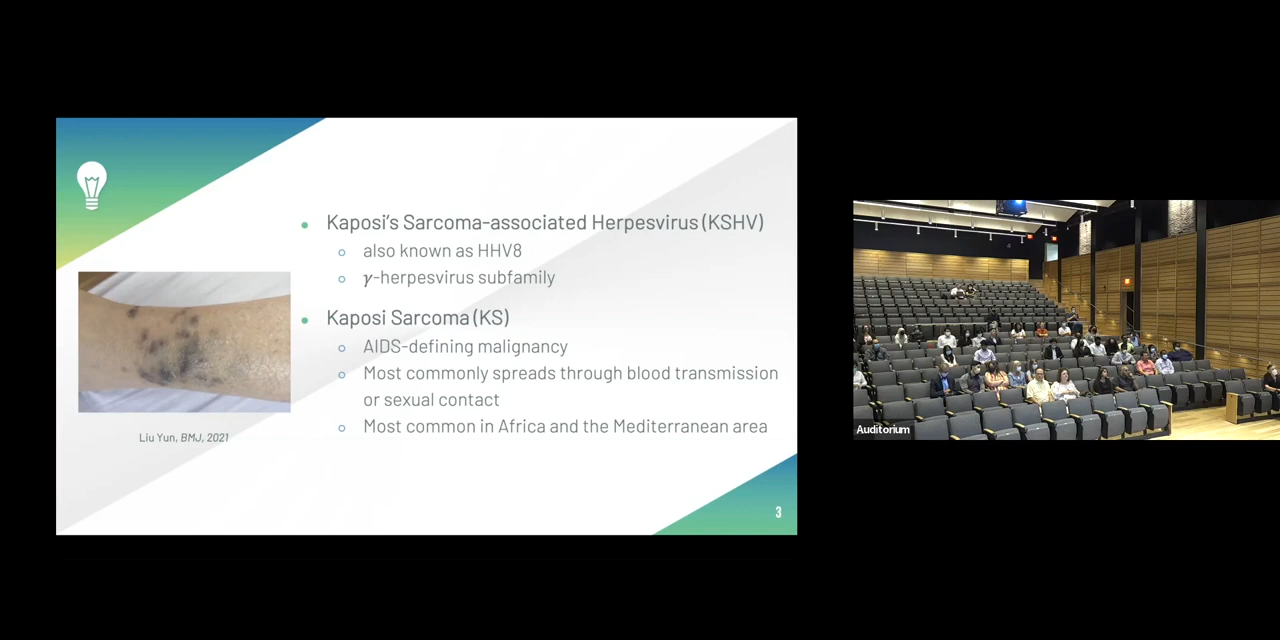 Kaposi's Sarcoma-associated Herpesvirus (KSHV)
also known as HHV8
γ-herpesvirus subfamily
Kaposi Sarcoma (KS)
AIDS-defining malignancy
Most commonly spreads through blood transmission
or sexual contact
Most common in Africa and the Mediterranean area
Liu Yun, BMJ, 2021
3
Auditorium